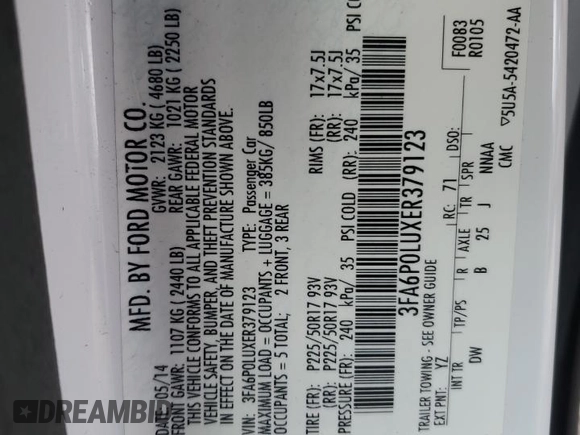 MFD. BY FORD MOTOR CO.
DATE: 05/14 GVWR: 2123 KG ( 4680 LB)
FRONT GAWR: 1107 KG ( 2440 LB) REAR GAWR: 1021 KG ( 2250 LB)
THIS VEHICLE CONFORMS TO ALL APPLICABLE FEDERAL MOTOR
VEHICLE SAFETY, BUMPER, AND THEFT PREVENTION STANDARDS
IN EFFECT ON THE DATE OF MANUFACTURE SHOWN ABOVE.
VIN: 3FA6P0LUXER379123 TYPE: Passenger Car
MAXIMUM LOAD = OCCUPANTS + LUGGAGE = 385KG/ 850LB
OCCUPANTS = 5 TOTAL; 2 FRONT, 3 REAR
TIRE (FR): P225/50R17 93V RIMS (FR): 17x7.5J
(RR): P225/50R17 93V (RR): 17x7.5J
PRESSURE (FR): 240 kPa/ 35 PSI COLD (RR): 240 kPa/ 35 PSI COLD
3FA6P0LUXER379123
TRAILER TOWING - SEE OWNER GUIDE F0083
EXT PNT: YZ RC: 71 DSO: R0105
INT TR TP/PS R AXLE TR SPR
DW B 25 J NNAA
CMC ▽5U5A-5420472-AA
AUTO
BIDCARS